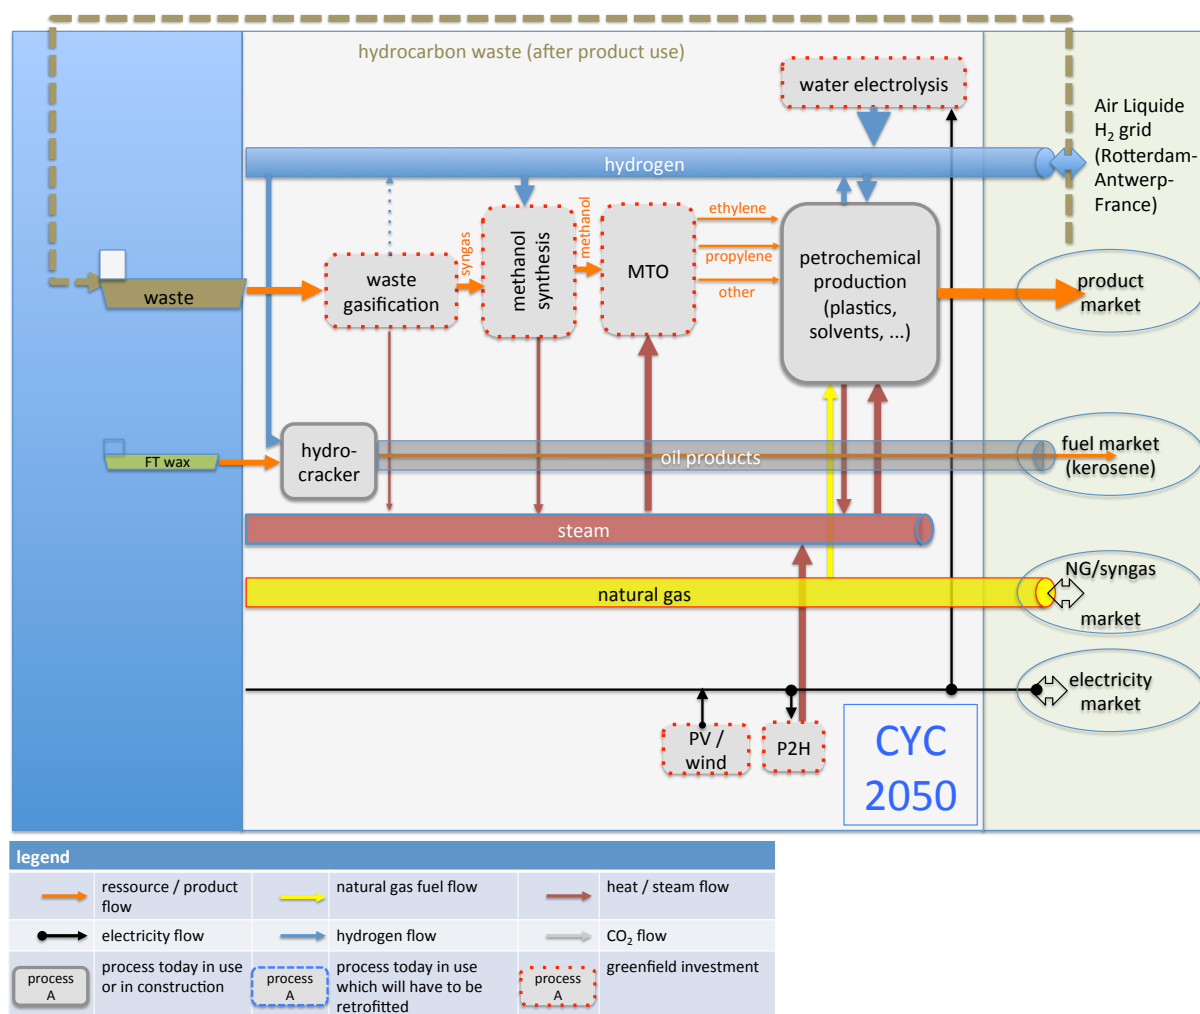 hydrocarbon waste (after product use)
water electrolysis
Air Liquide
H₂ grid
(Rotterdam-
Antwerp-
France)
hydrogen
waste
waste
gasification
syngas
methanol
synthesis
methanol
MTO
ethylene
propylene
other
petrochemical
production
(plastics,
solvents, ...)
product
market
FT wax
hydro-
cracker
oil products
fuel market
(kerosene)
steam
natural gas
NG/syngas
market
electricity
market
PV /
wind
P2H
CYC
2050
legend
ressource / product
flow
natural gas fuel flow
heat / steam flow
electricity flow
hydrogen flow
CO₂ flow
process
A
process today in use
or in construction
process
A
process today in use
which will have to be
retrofitted
process
A
greenfield investment